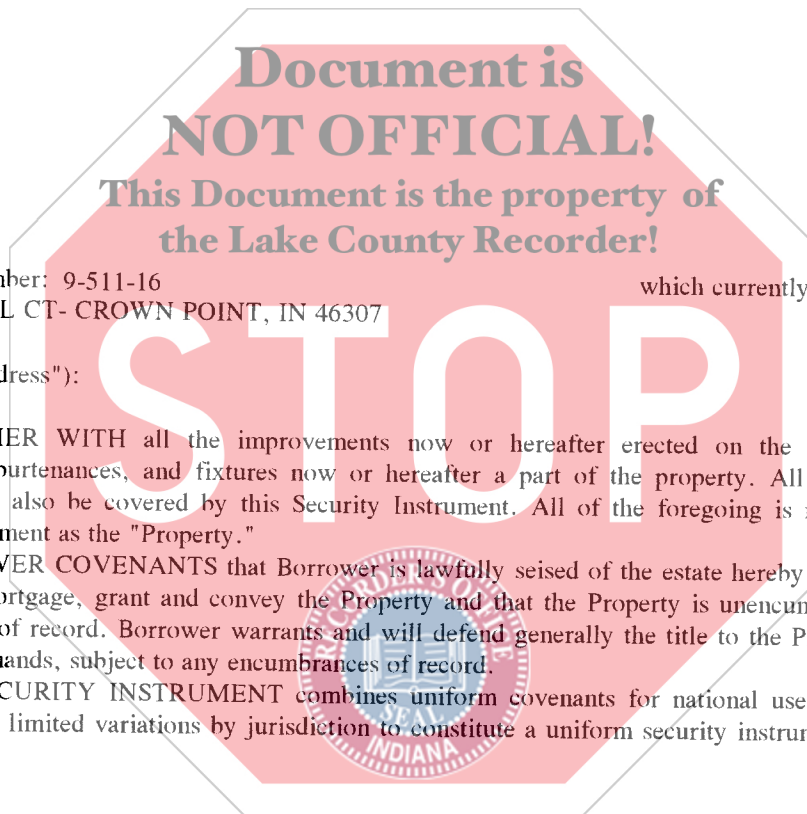 Document is
NOT OFFICIAL!
This Document is the property of
the Lake County Recorder!
nber: 9-511-16 which currently
L CT- CROWN POINT, IN 46307
dress"):
STOP
IER WITH all the improvements now or hereafter erected on the
purtenances, and fixtures now or hereafter a part of the property. All
also be covered by this Security Instrument. All of the foregoing is
ment as the "Property."
VER COVENANTS that Borrower is lawfully seised of the estate hereby
ortgage, grant and convey the Property and that the Property is unencum
of record. Borrower warrants and will defend generally the title to the P
nands, subject to any encumbrances of record.
CURITY INSTRUMENT combines uniform covenants for national use
limited variations by jurisdiction to constitute a uniform security instrum
RECORDER'S OFFICE
SEAL
INDIANA